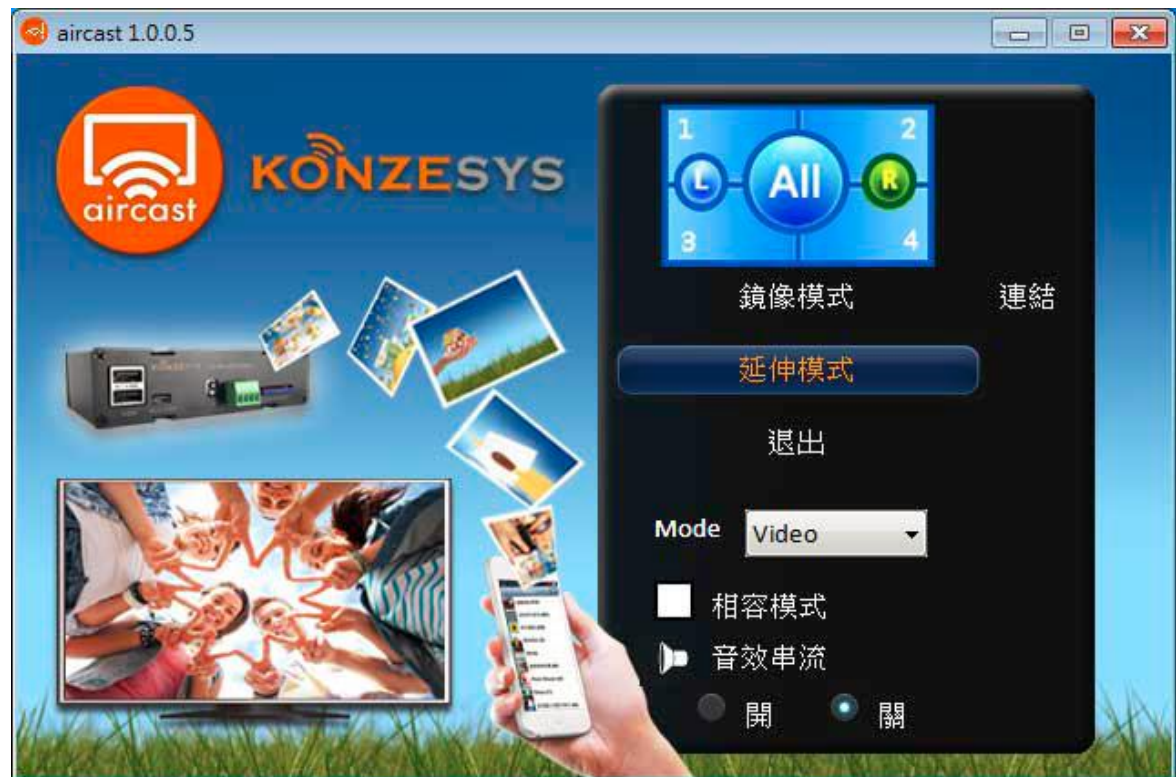 aircast 1.0.0.5
aircast
KONZESYS
1 2
L All R
3 4
鏡像模式 連結
延伸模式
退出
Mode Video
相容模式
音效串流
開 關